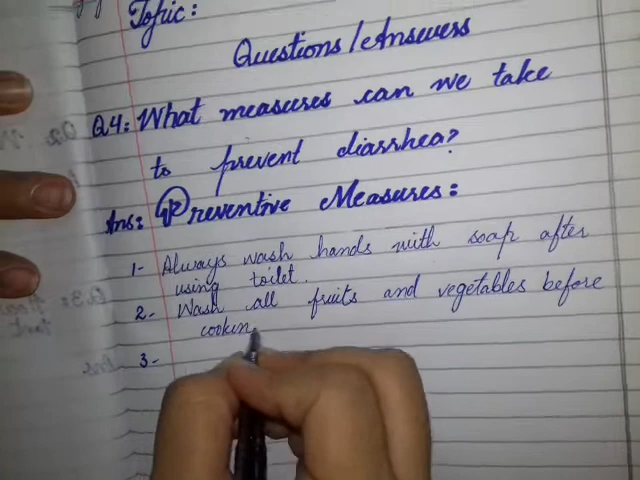 Topic:
Questions/Answers
Q4: What measures can we take
to prevent diarrhea?
Ans: Preventive Measures:
1- Always wash hands with soap after
using toilet.
2- Wash all fruits and vegetables before
cookin
3-